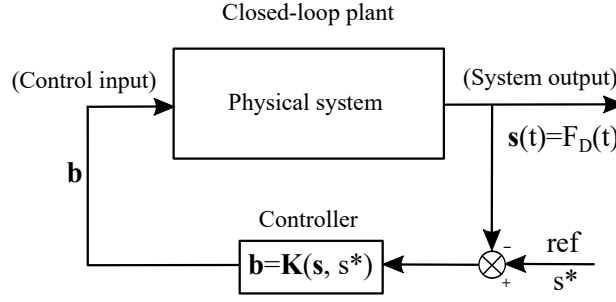 Closed-loop plant
(Control input)
Physical system
(System output)
s(t)=F_D(t)
b
Controller
b=K(s, s*)
-
+
ref
s*